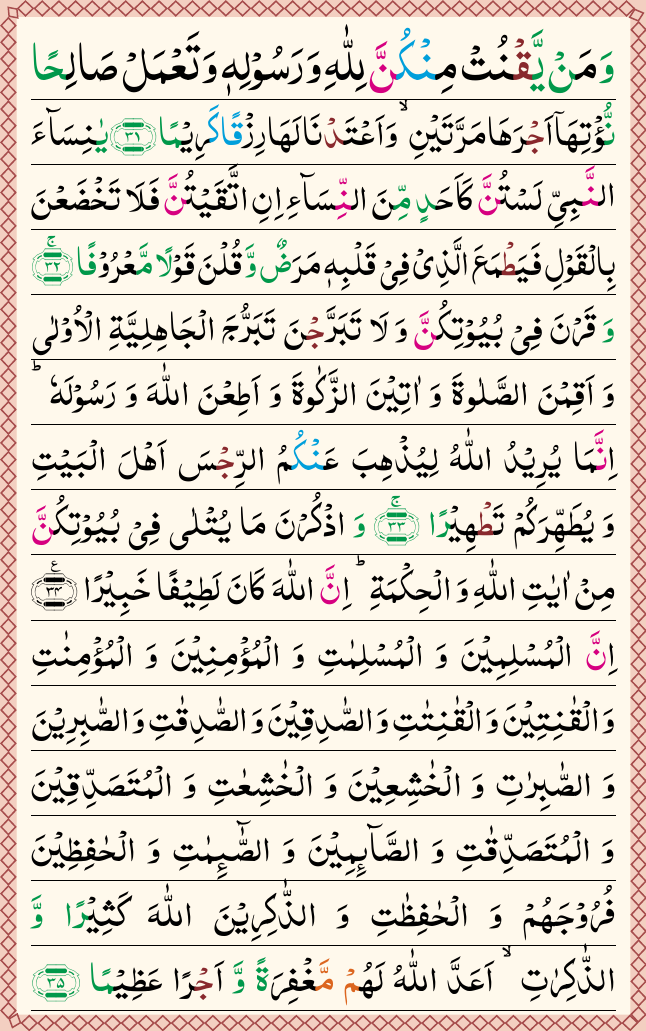 وَمَنۡ يَّقۡنُتۡ مِنۡكُنَّ لِلّٰهِ وَرَسُوۡلِهٖ وَتَعۡمَلۡ صَالِحًا
نُّؤۡتِهَاۤ اَجۡرَهَا مَرَّتَيۡنِۙ وَاَعۡتَدۡنَا لَهَا رِزۡقًا كَرِيۡمًا ﴿۳۱﴾ يٰنِسَآءَ
النَّبِىِّ لَسۡتُنَّ كَاَحَدٍ مِّنَ النِّسَآءِ اِنِ اتَّقَيۡتُنَّ فَلَا تَخۡضَعۡنَ
بِالۡقَوۡلِ فَيَطۡمَعَ الَّذِىۡ فِىۡ قَلۡبِهٖ مَرَضٌ وَّقُلۡنَ قَوۡلًا مَّعۡرُوۡفًاۚ ﴿۳۲﴾
وَقَرۡنَ فِىۡ بُيُوۡتِكُنَّ وَلَا تَبَرَّجۡنَ تَبَرُّجَ الۡجَاهِلِيَّةِ الۡاُوۡلٰى
وَاَقِمۡنَ الصَّلٰوةَ وَاٰتِيۡنَ الزَّكٰوةَ وَاَطِعۡنَ اللّٰهَ وَرَسُوۡلَهٗؕ
اِنَّمَا يُرِيۡدُ اللّٰهُ لِيُذۡهِبَ عَنۡكُمُ الرِّجۡسَ اَهۡلَ الۡبَيۡتِ
وَيُطَهِّرَكُمۡ تَطۡهِيۡرًاۚ ﴿۳۳﴾ وَاذۡكُرۡنَ مَا يُتۡلٰى فِىۡ بُيُوۡتِكُنَّ
مِنۡ اٰيٰتِ اللّٰهِ وَالۡحِكۡمَةِؕ اِنَّ اللّٰهَ كَانَ لَطِيۡفًا خَبِيۡرًا ﴿۳۴﴾ ع
اِنَّ الۡمُسۡلِمِيۡنَ وَالۡمُسۡلِمٰتِ وَالۡمُؤۡمِنِيۡنَ وَالۡمُؤۡمِنٰتِ
وَالۡقٰنِتِيۡنَ وَالۡقٰنِتٰتِ وَالصّٰدِقِيۡنَ وَالصّٰدِقٰتِ وَالصّٰبِرِيۡنَ
وَالصّٰبِرٰتِ وَالۡخٰشِعِيۡنَ وَالۡخٰشِعٰتِ وَالۡمُتَصَدِّقِيۡنَ
وَالۡمُتَصَدِّقٰتِ وَالصَّآٮِٕمِيۡنَ وَالصّٰٓٮِٕمٰتِ وَالۡحٰفِظِيۡنَ
فُرُوۡجَهُمۡ وَالۡحٰفِظٰتِ وَالذّٰكِرِيۡنَ اللّٰهَ كَثِيۡرًا وَّ
الذّٰكِرٰتِۙ اَعَدَّ اللّٰهُ لَهُمۡ مَّغۡفِرَةً وَّاَجۡرًا عَظِيۡمًا ﴿۳۵﴾